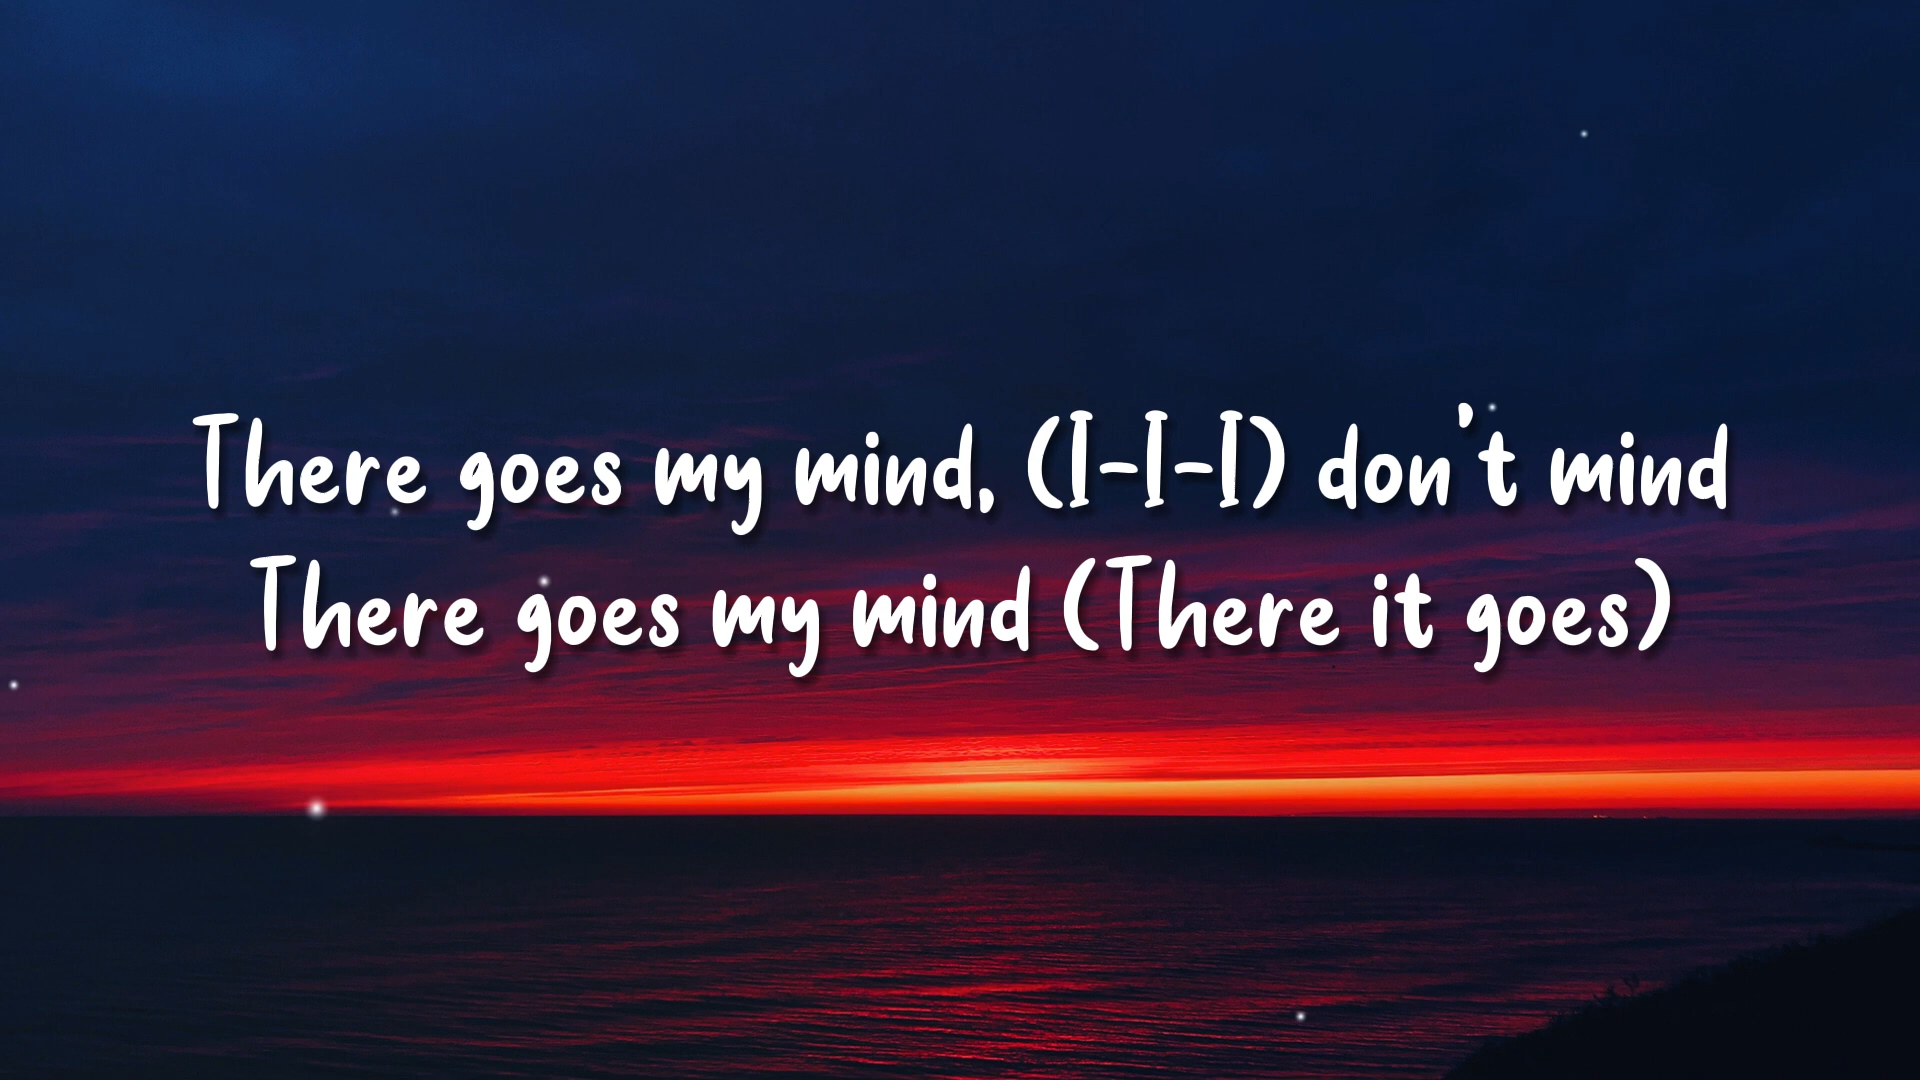 There goes my mind, (I-I-I) don't mind
There goes my mind (There it goes)